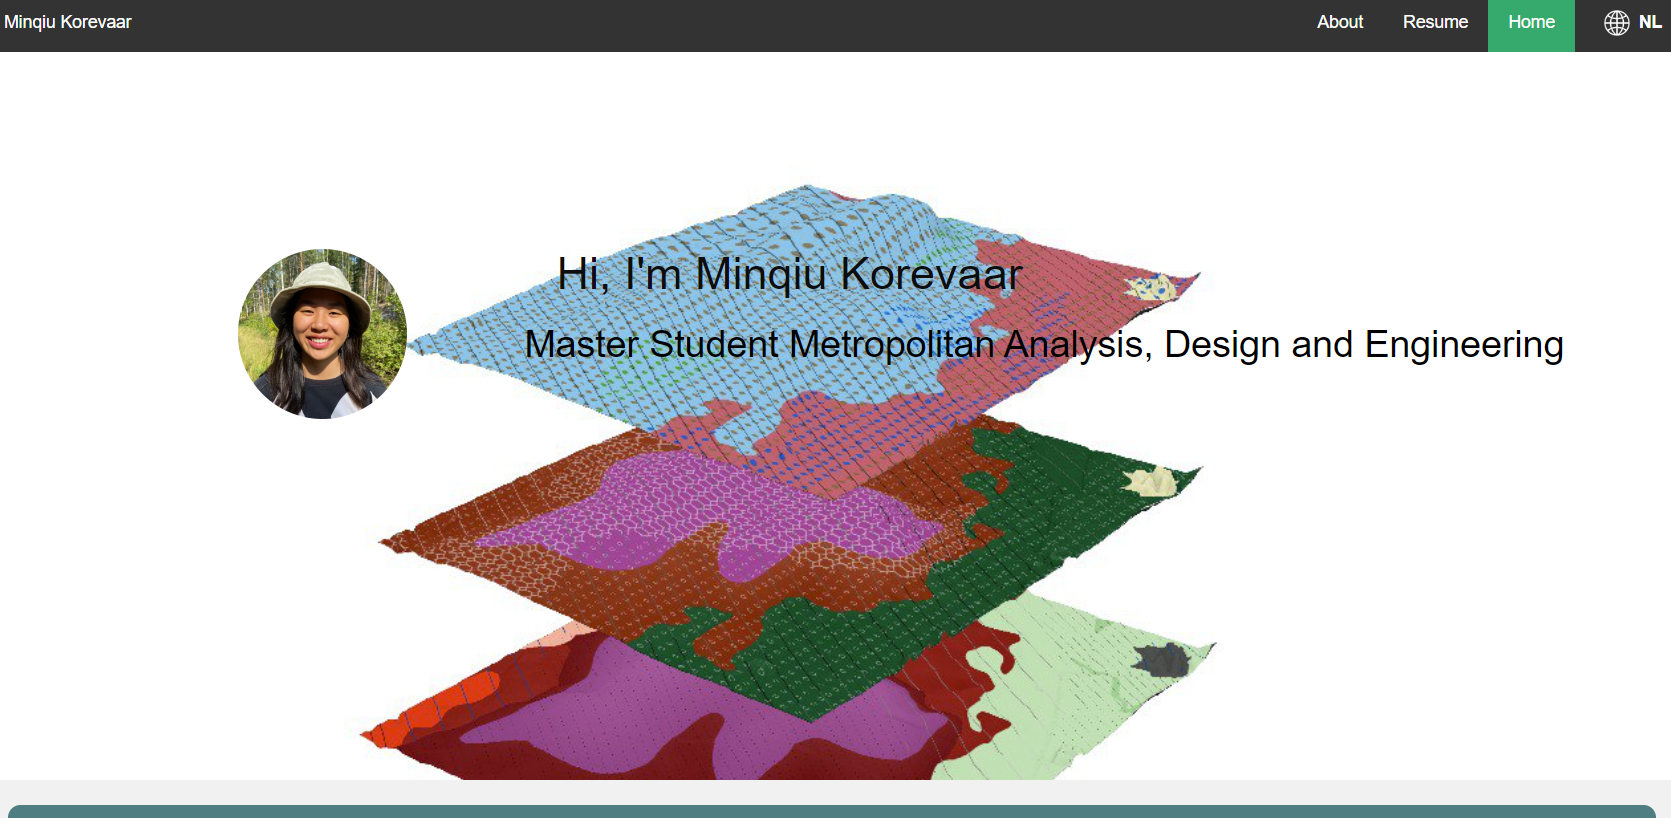 Minqiu Korevaar About Resume Home NL
Hi, I'm Minqiu Korevaar
Master Student Metropolitan Analysis, Design and Engineering